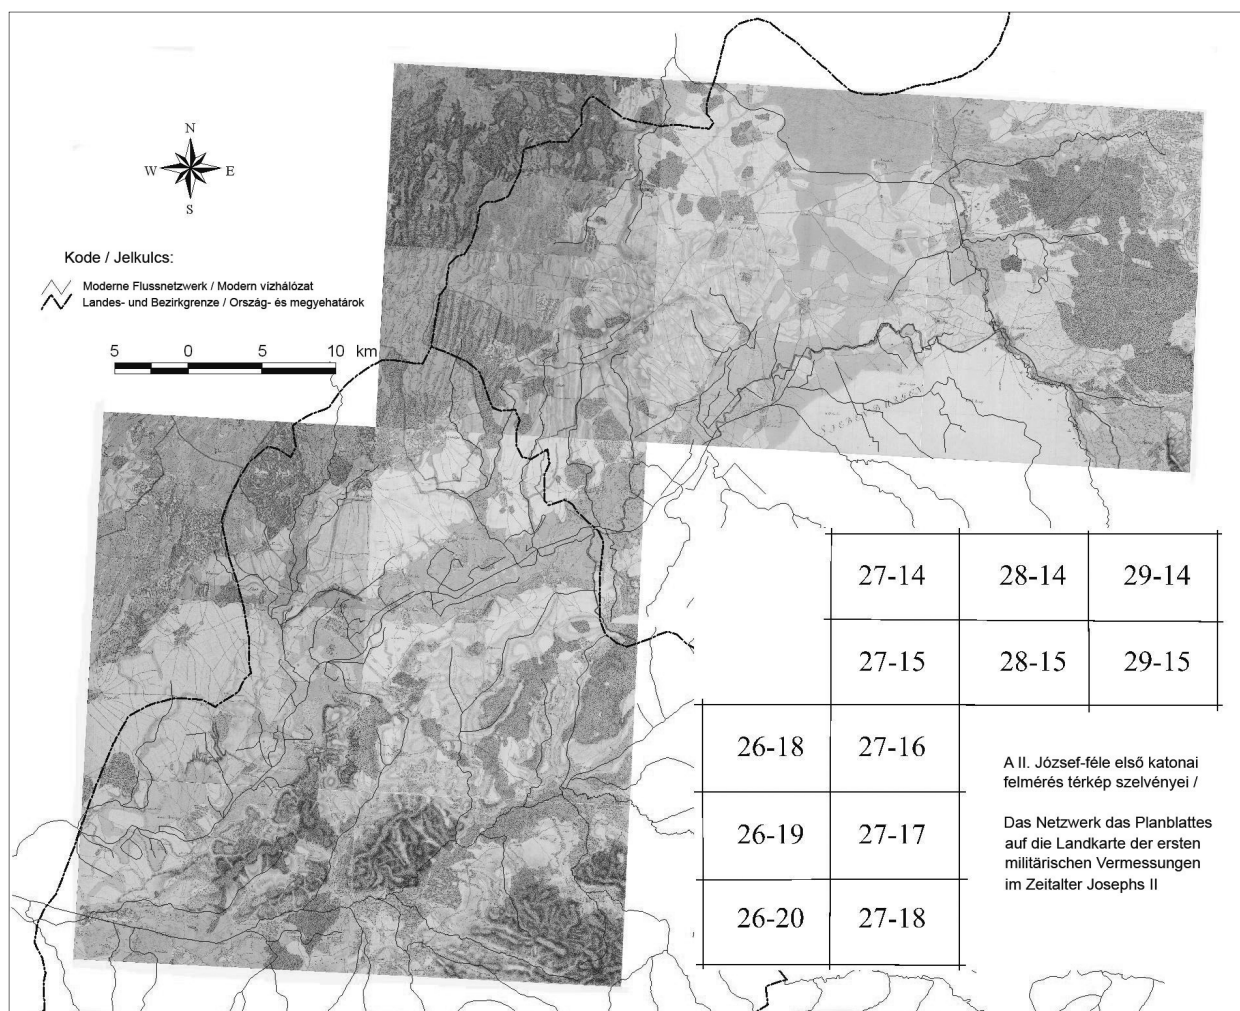 N
W E
S
Kode / Jelkulcs:
Moderne Flussnetzwerk / Modern vízhálózat
Landes- und Bezirkgrenze / Ország- és megyehatárok
5 0 5 10 km
27-14 28-14 29-14
27-15 28-15 29-15
26-18 27-16
26-19 27-17
26-20 27-18
A II. József-féle első katonai
felmérés térkép szelvényei /
Das Netzwerk das Planblattes
auf die Landkarte der ersten
militärischen Vermessungen
im Zeitalter Josephs II